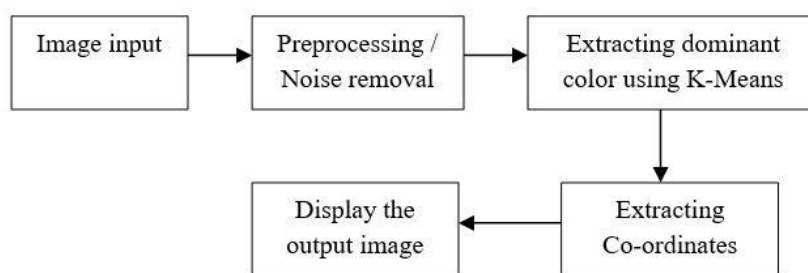 Image input
Preprocessing /
Noise removal
Extracting dominant
color using K-Means
Extracting
Co-ordinates
Display the
output image